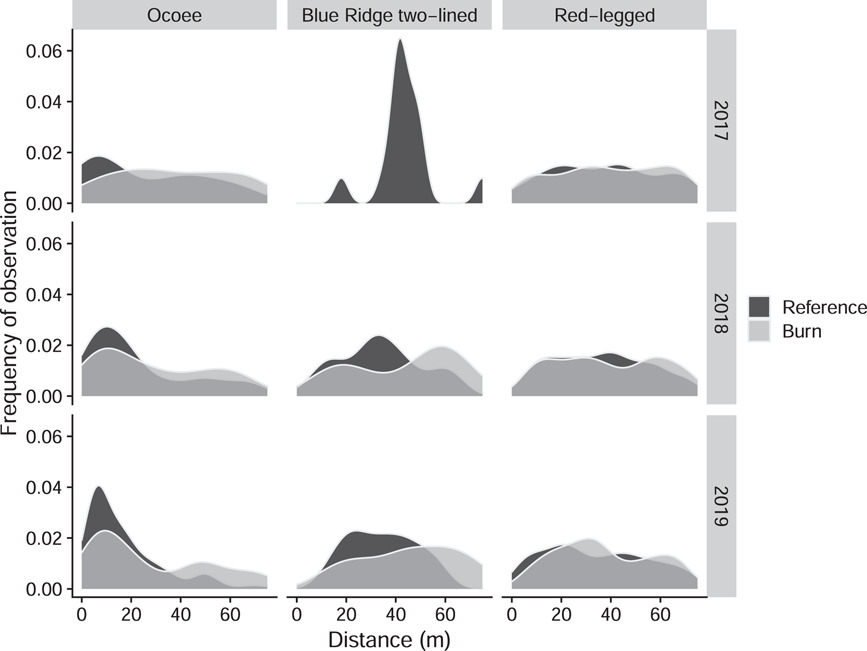 Ocoee Blue Ridge two-lined Red-legged
0.06
0.04
0.02
0.00
2017
0.06
0.04
0.02
0.00
2018
0.06
0.04
0.02
0.00
2019
Frequency of observation
Reference
Burn
0 20 40 60 0 20 40 60 0 20 40 60
Distance (m)